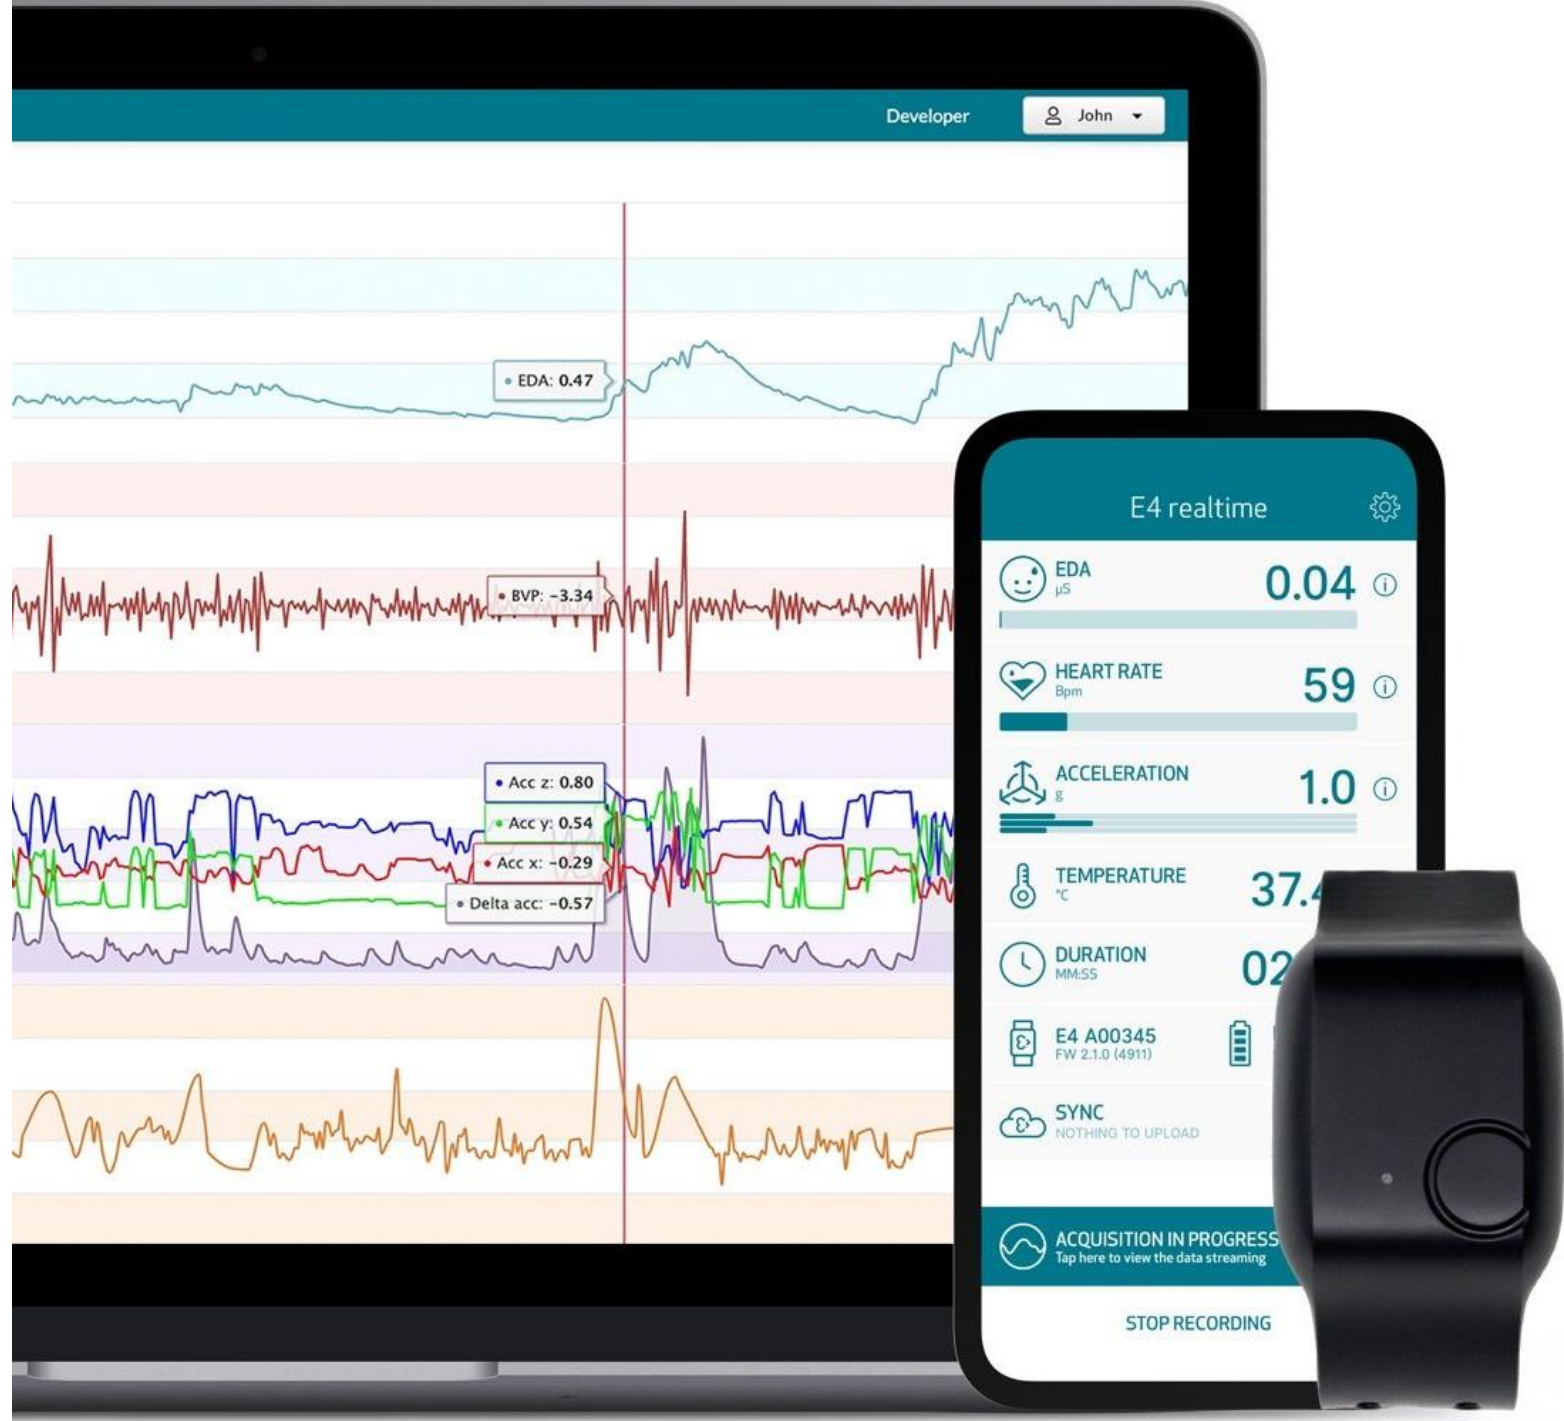 Developer
John
EDA: 0.47
BVP: −3.34
Acc z: 0.80
Acc y: 0.54
Acc x: −0.29
Delta acc: −0.57
E4 realtime
EDA
µS
0.04
HEART RATE
Bpm
59
ACCELERATION
g
1.0
TEMPERATURE
°C
DURATION
MM:SS
E4 A00345
FW 2.1.0 (4911)
SYNC
NOTHING TO UPLOAD
ACQUISITION IN PROGRESS
Tap here to view the data streaming
STOP RECORDING